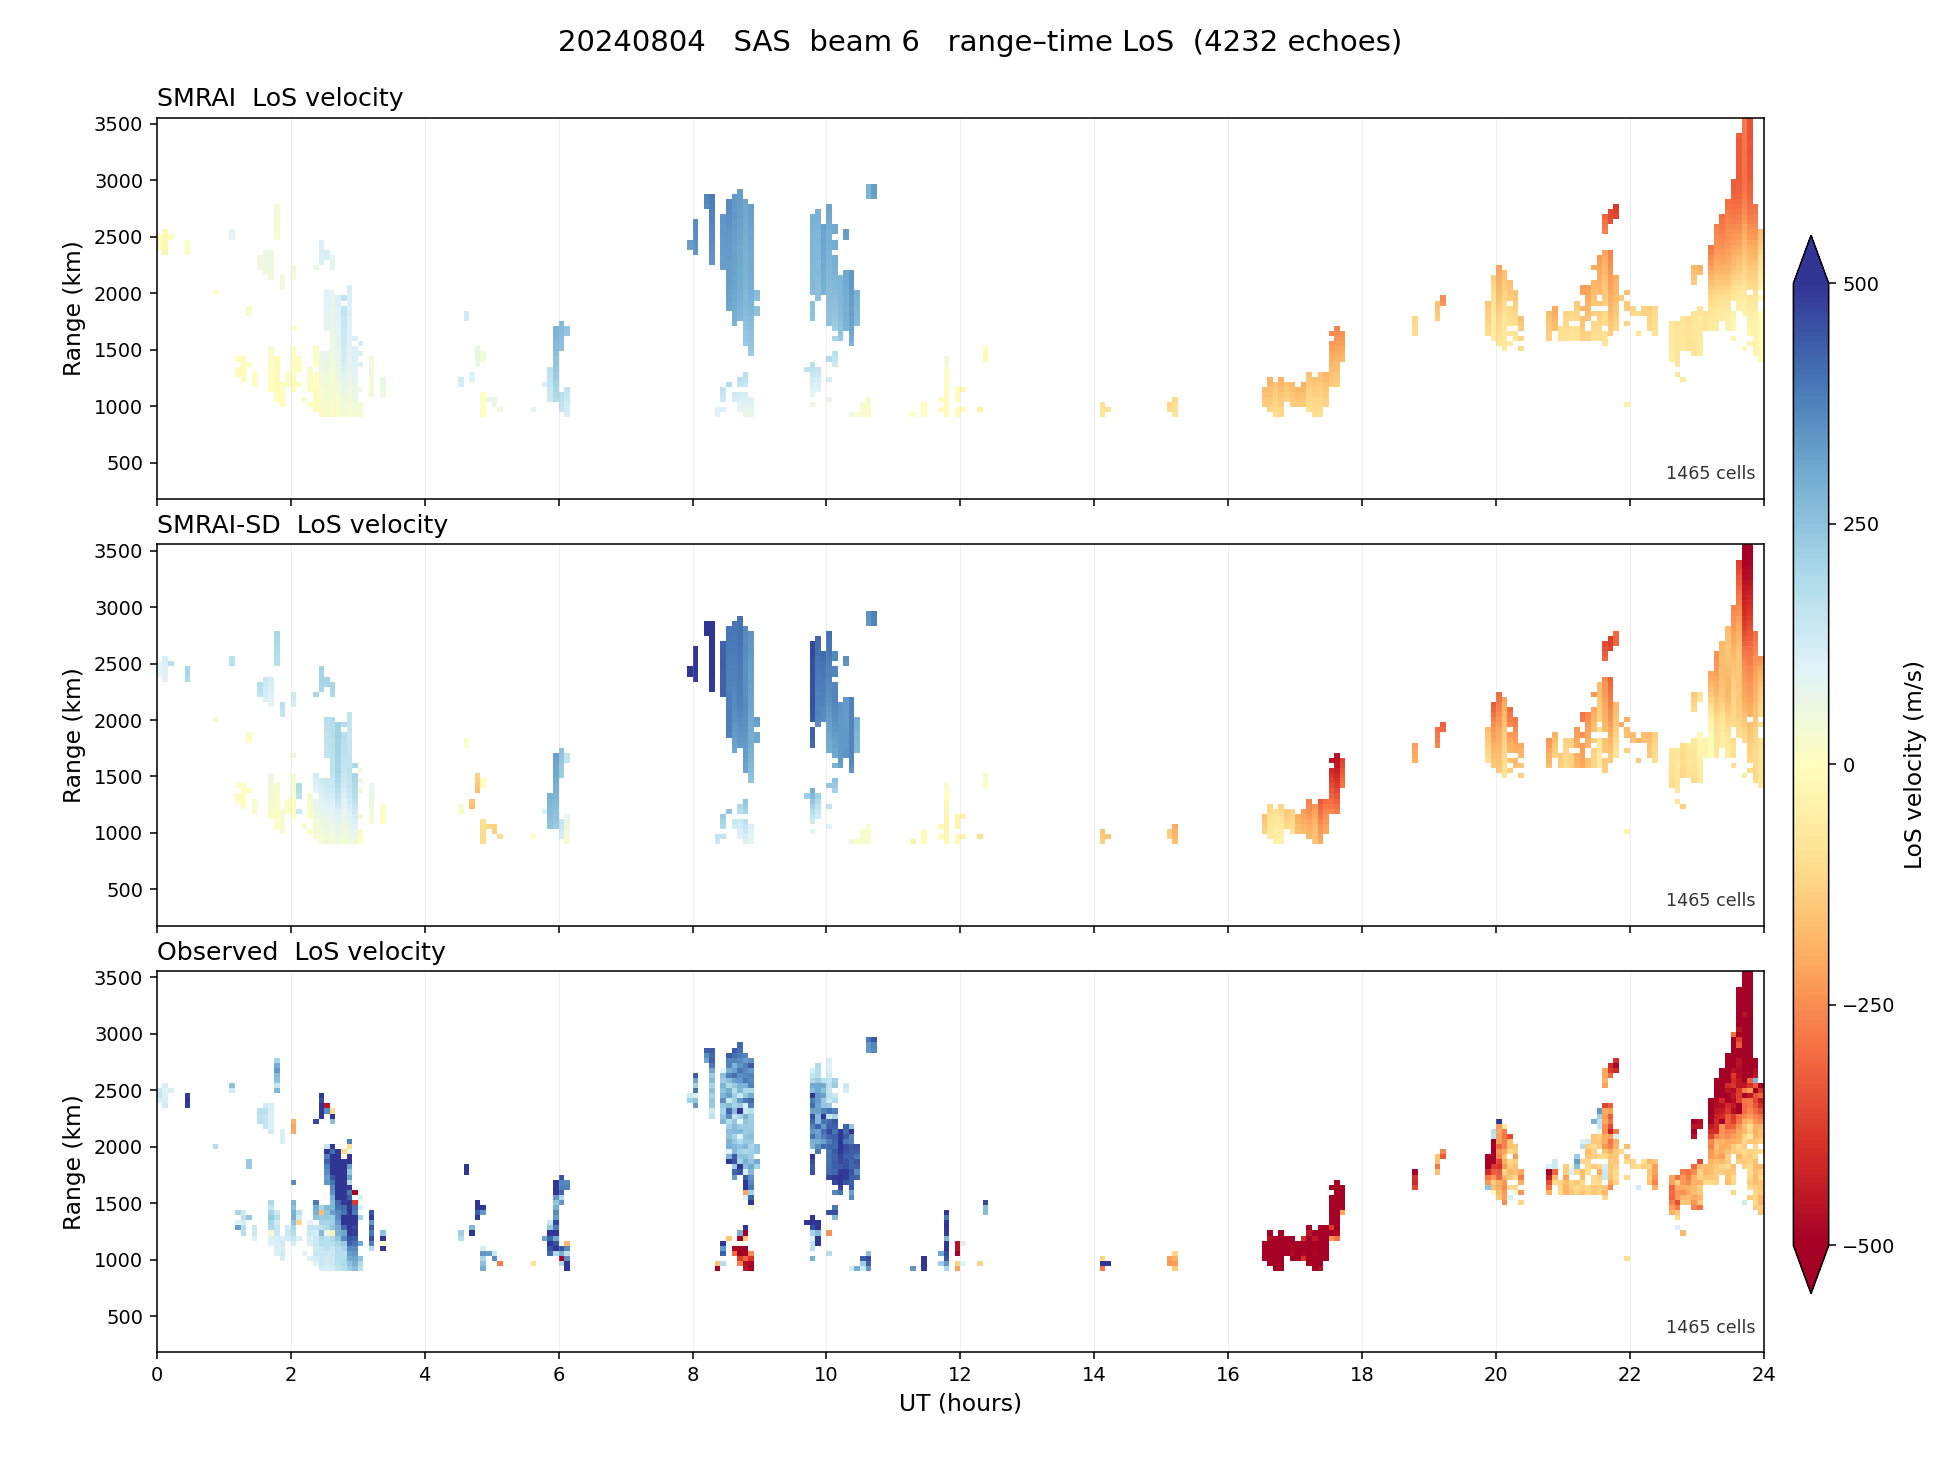 20240804   SAS  beam 6   range–time LoS  (4232 echoes)
SMRAI  LoS velocity
3500
3000
2500
2000
1500
1000
500
Range (km)
1465 cells
SMRAI-SD  LoS velocity
3500
3000
2500
2000
1500
1000
500
Range (km)
1465 cells
Observed  LoS velocity
3500
3000
2500
2000
1500
1000
500
Range (km)
1465 cells
0 2 4 6 8 10 12 14 16 18 20 22 24
UT (hours)
500
250
0
−250
−500
LoS velocity (m/s)